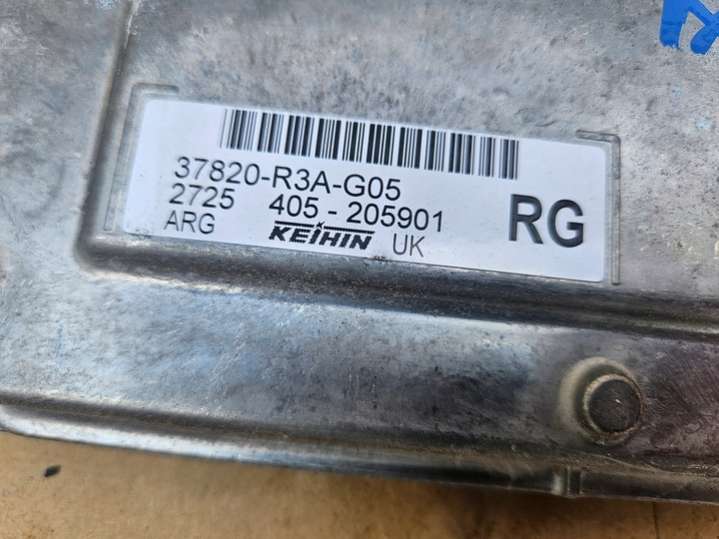 37820-R3A-G05
2725 405-205901 RG
ARG KEIHIN UK